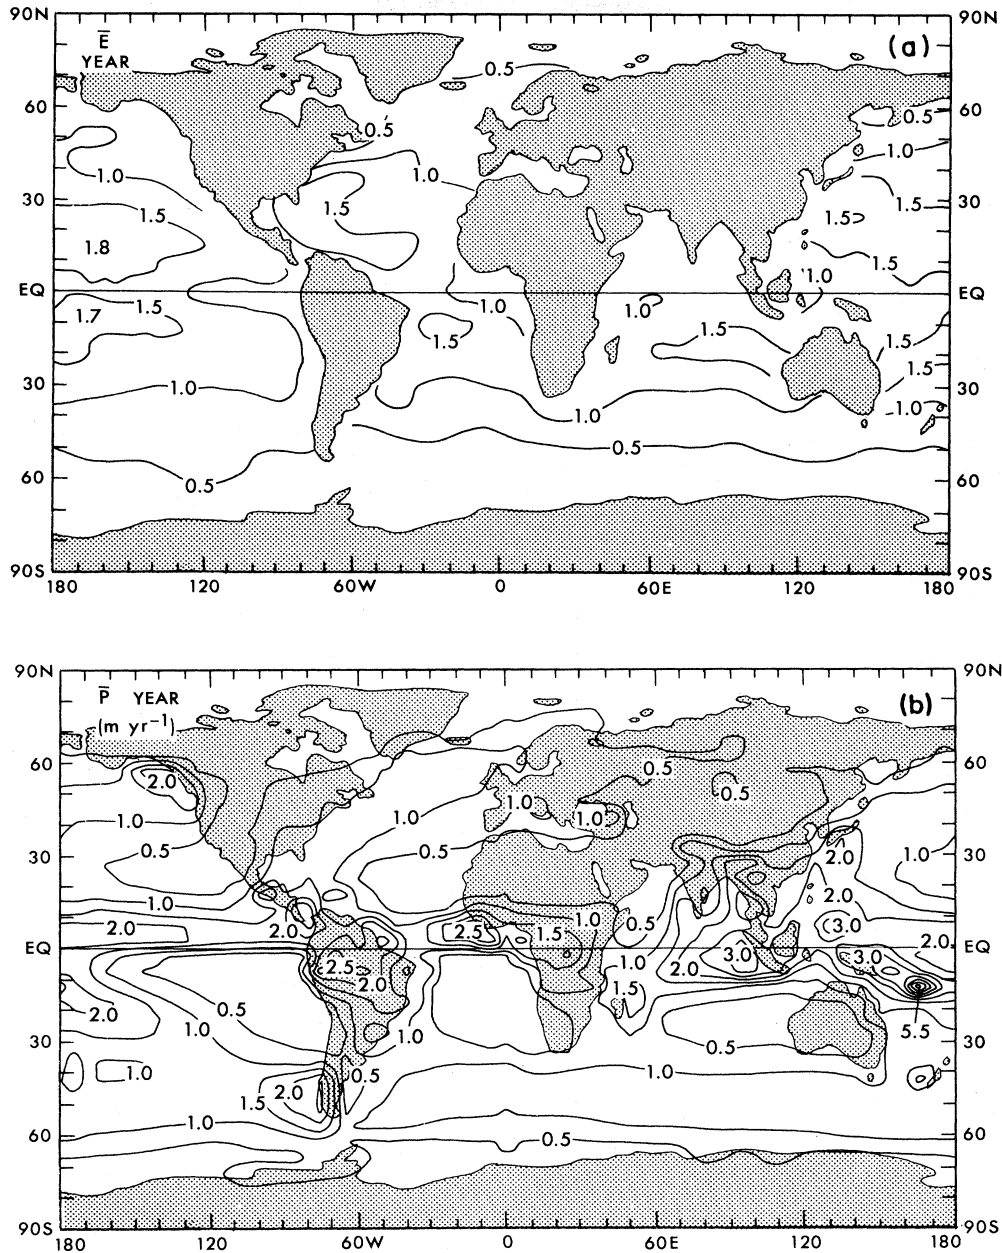 90N 90N
Ē (a)
YEAR
0.5
60 0.5 0.5 60
1.0 1.0 1.0
30 1.5 1.5 1.5 1.5 30
1.8 1.5
1.0
EQ 1.5 1.0 1.0 EQ
1.7 1.5 1.5 1.5
1.5
30 1.0 1.0 1.0 30
0.5
60 0.5 60
90S 90S
180 120 60W 0 60E 120 180
90N 90N
P̄ YEAR (b)
(m yr⁻¹)
60 2.0 0.5 60
0.5
1.0 1.0 1.0 1.0
30 0.5 0.5 2.0 1.0 30
1.0 1.0 0.5 2.0
2.0 2.0 2.5 1.5 3.0 2.0
EQ 2.5 1.0 2.0 3.0 3.0 EQ
2.0
0.5 1.5
2.0 1.0 1.0 5.5
30 0.5 30
1.0 0.5 1.0
1.5 2.0
1.0
60 0.5 60
90S 90S
180 120 60W 0 60E 120 180